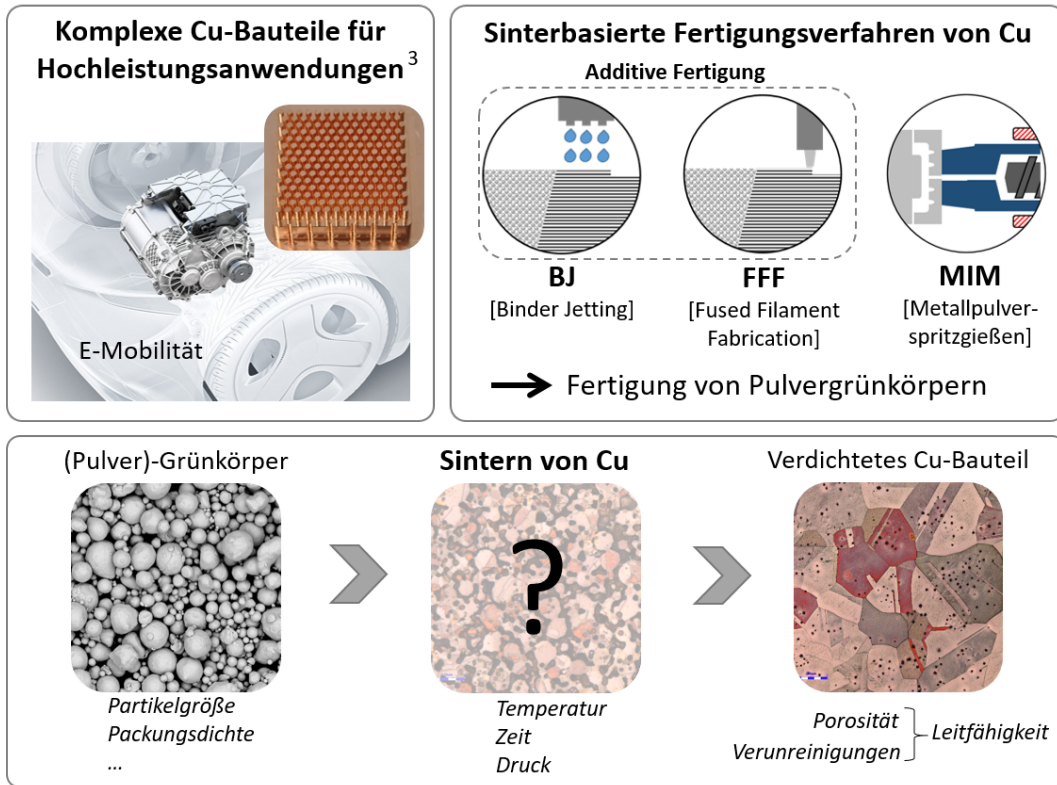 Komplexe Cu-Bauteile für
Hochleistungsanwendungen ³
E-Mobilität
Sinterbasierte Fertigungsverfahren von Cu
Additive Fertigung
BJ
[Binder Jetting]
FFF
[Fused Filament
Fabrication]
MIM
[Metallpulver-
spritzgießen]
Fertigung von Pulvergrünkörpern
(Pulver)-Grünkörper
Partikelgröße
Packungsdichte
...
Sintern von Cu
?
Temperatur
Zeit
Druck
Verdichtetes Cu-Bauteil
Porosität
Verunreinigungen
Leitfähigkeit